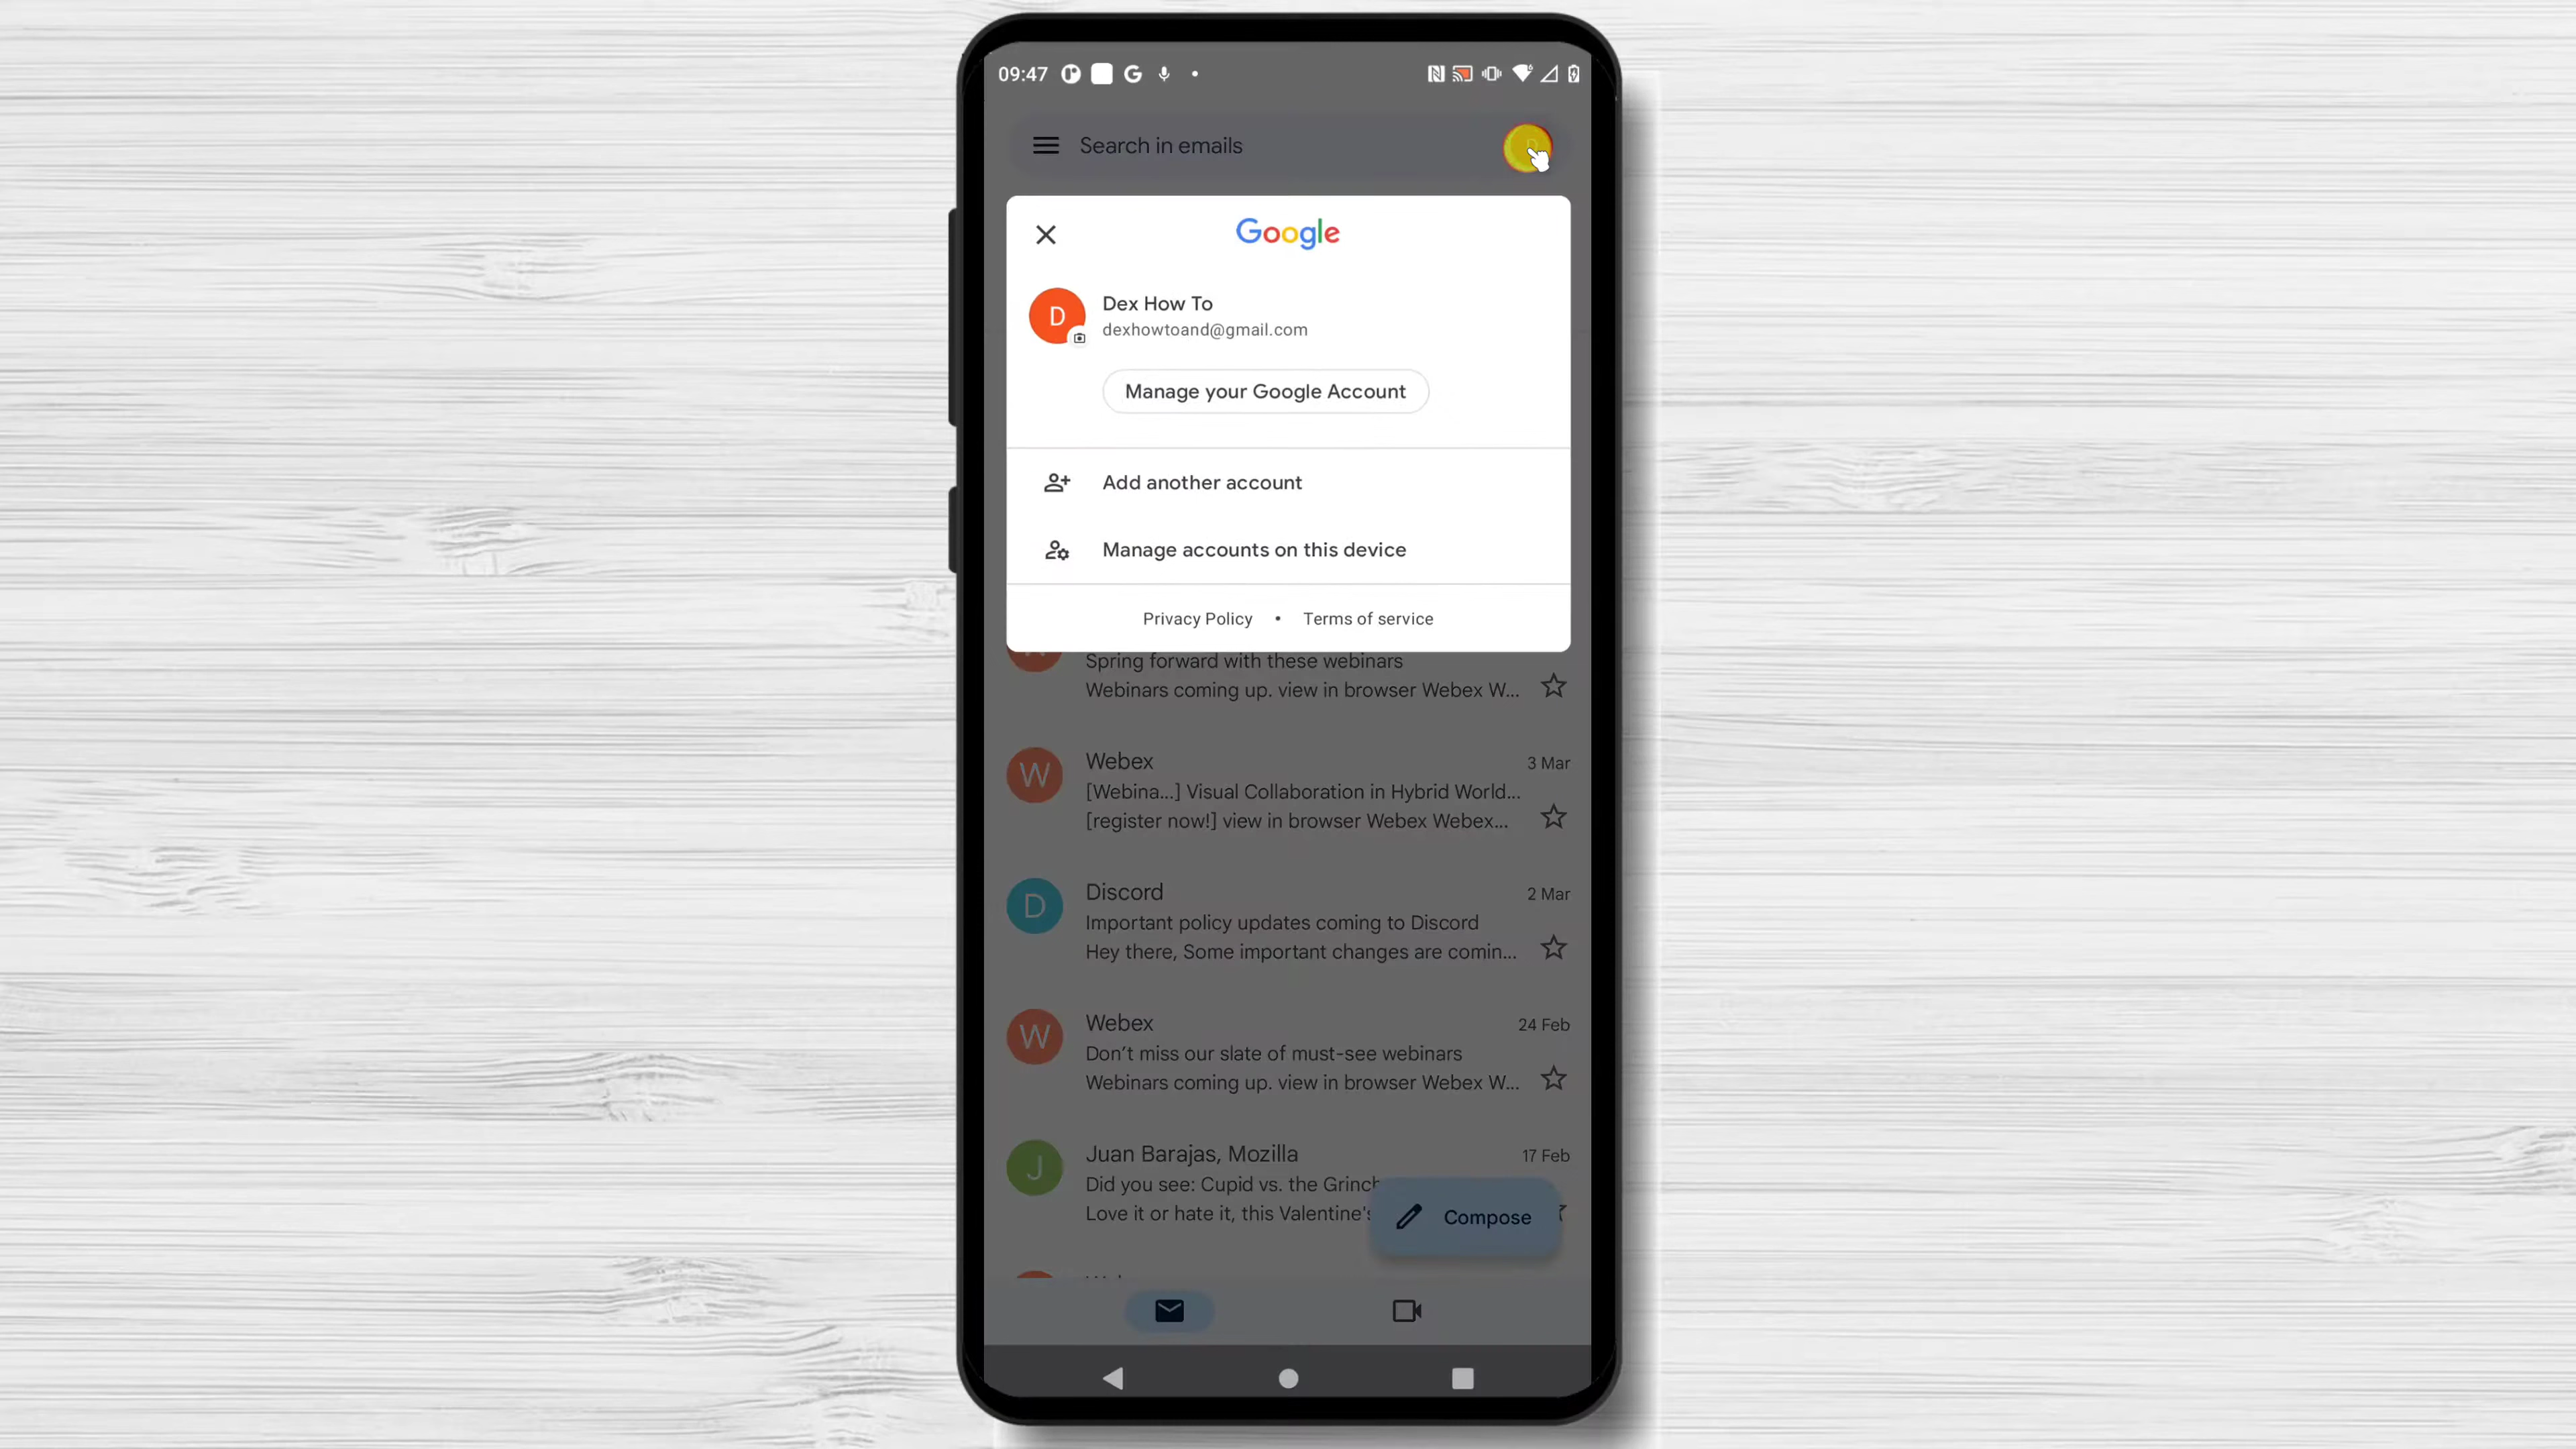 09:47
Search in emails
Google
D
Dex How To
dexhowtoand@gmail.com
Manage your Google Account
Add another account
Manage accounts on this device
Privacy Policy • Terms of service
Spring forward with these webinars
Webinars coming up. view in browser Webex W...
W
Webex
3 Mar
[Webina...] Visual Collaboration in Hybrid World...
[register now!] view in browser Webex Webex...
D
Discord
2 Mar
Important policy updates coming to Discord
Hey there, Some important changes are comin...
W
Webex
24 Feb
Don't miss our slate of must-see webinars
Webinars coming up. view in browser Webex W...
J
Juan Barajas, Mozilla
17 Feb
Did you see: Cupid vs. the Grinch
Love it or hate it, this Valentine's
Compose